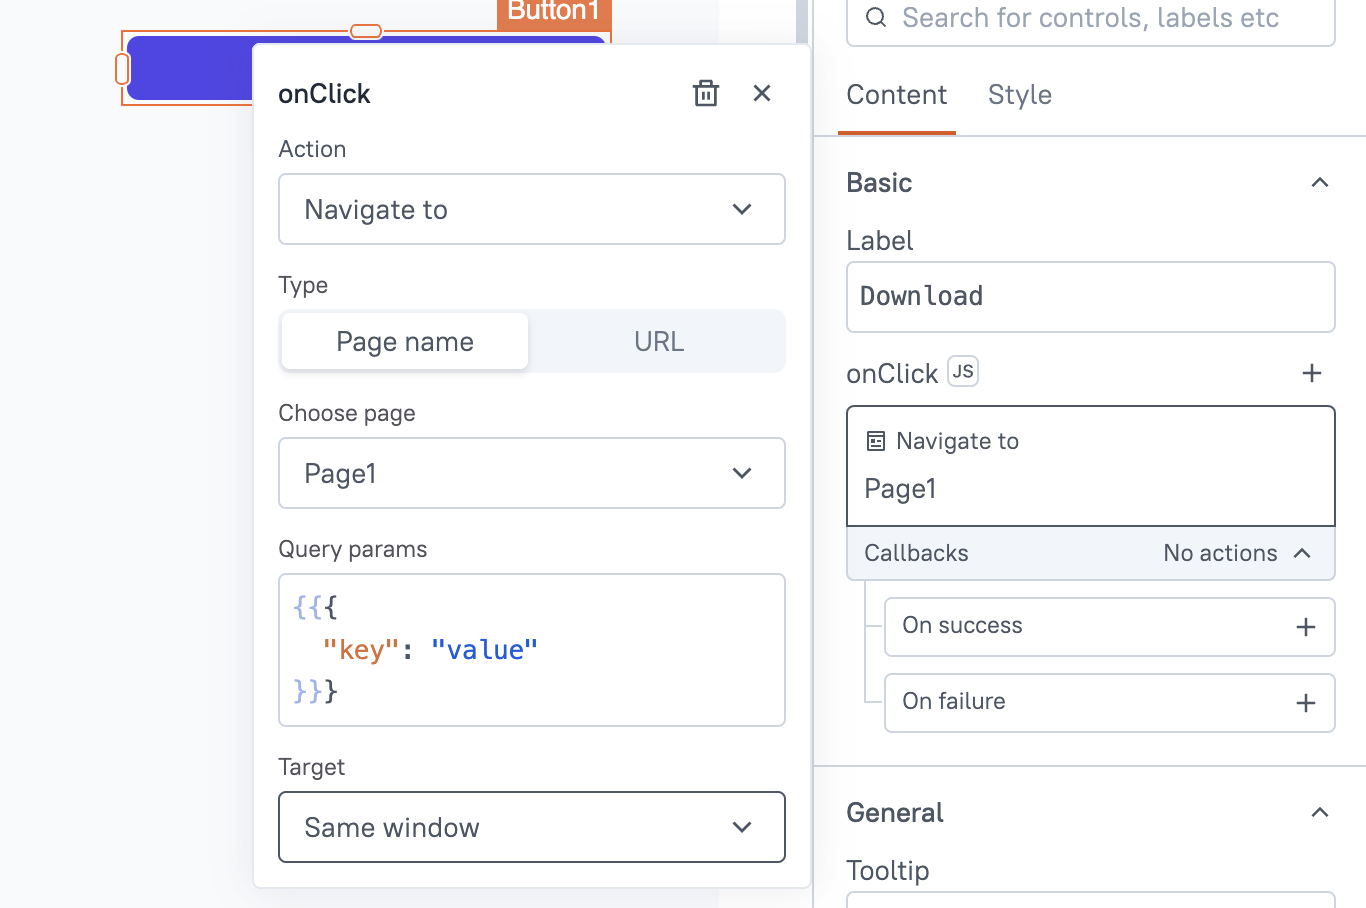 Button1
onClick
Action
Navigate to
Type
Page name
URL
Choose page
Page1
Query params
{{{
"key": "value"
}}}
Target
Same window
Search for controls, labels etc
Content
Style
Basic
Label
Download
onClick JS
Navigate to
Page1
Callbacks
No actions
On success
On failure
General
Tooltip